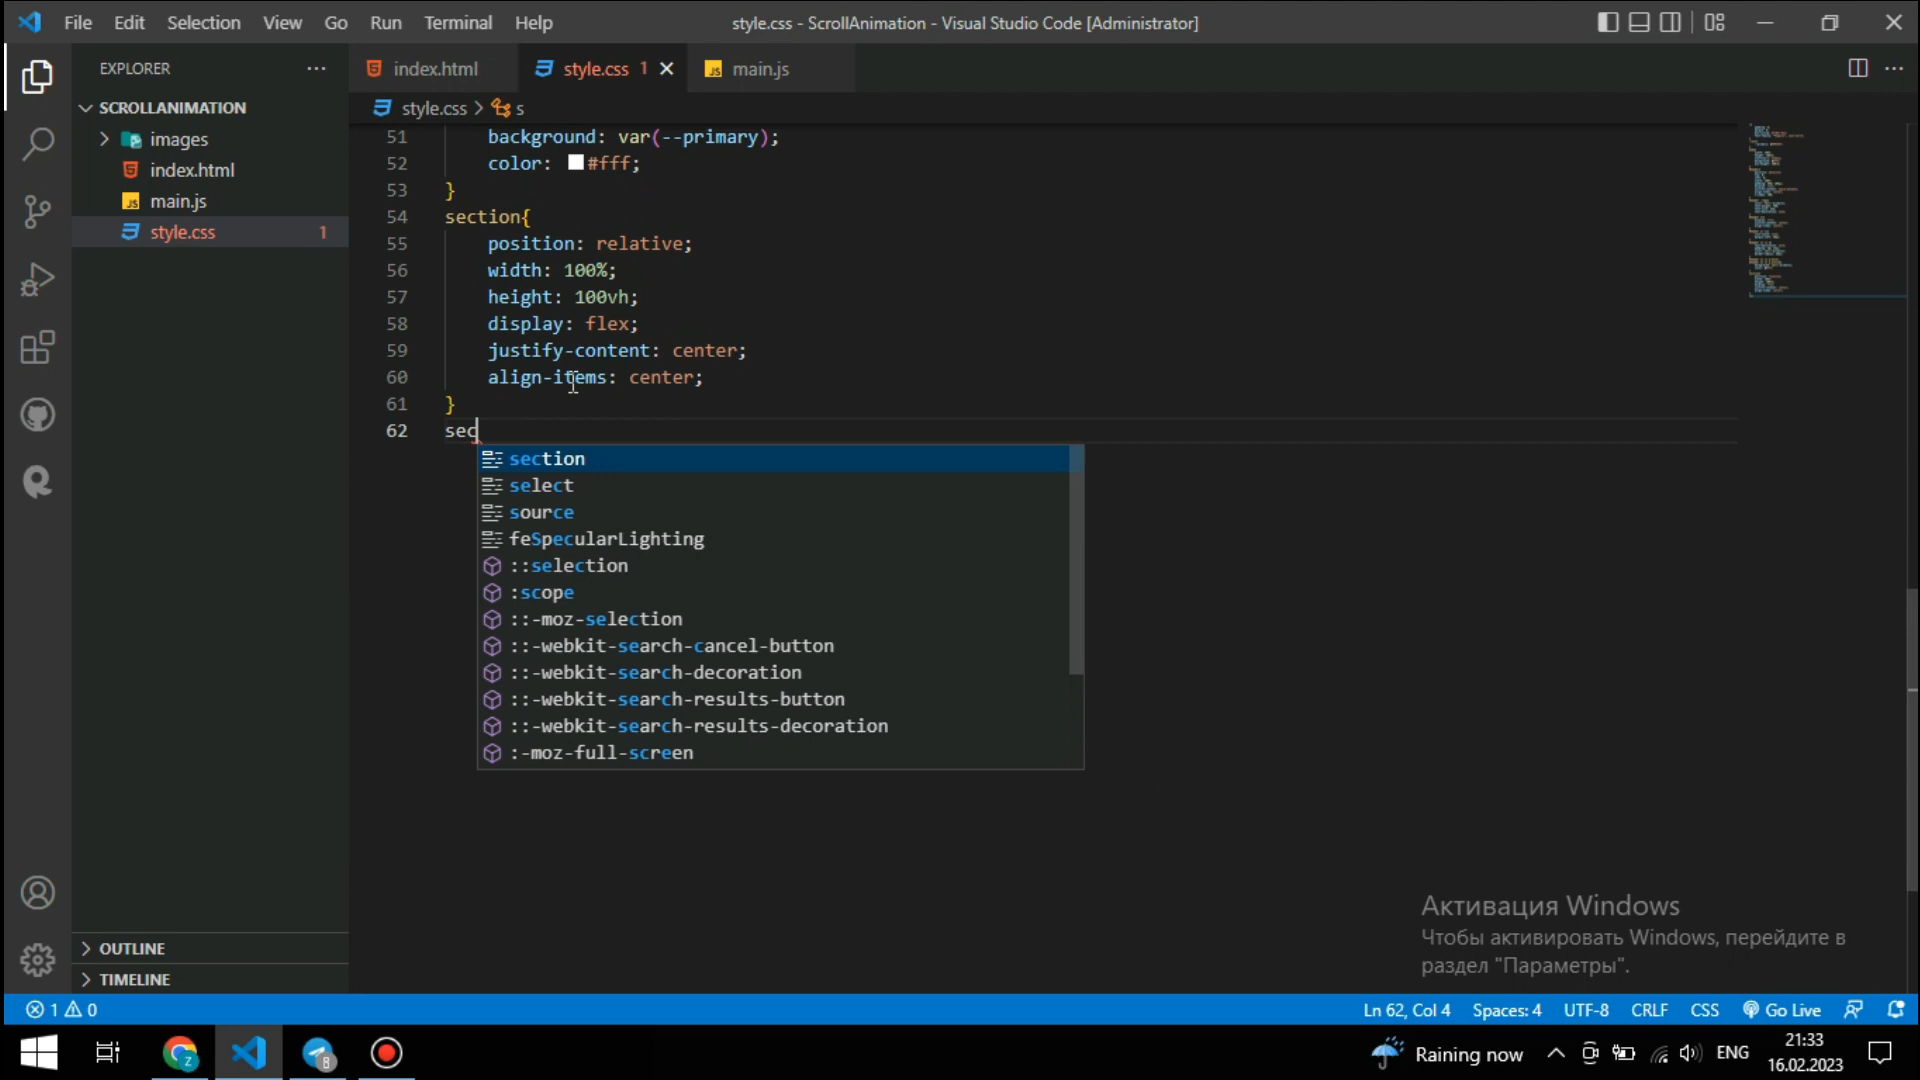 File Edit Selection View Go Run Terminal Help
style.css - ScrollAnimation - Visual Studio Code [Administrator]
EXPLORER
index.html
style.css 1
main.js
SCROLLANIMATION
images
index.html
main.js
style.css 1
style.css > s
51 background: var(--primary);
52 color: #fff;
53 }
54 section{
55 position: relative;
56 width: 100%;
57 height: 100vh;
58 display: flex;
59 justify-content: center;
60 align-items: center;
61 }
62 sec
section
select
source
feSpecularLighting
::selection
:scope
::-moz-selection
::-webkit-search-cancel-button
::-webkit-search-decoration
::-webkit-search-results-button
::-webkit-search-results-decoration
:-moz-full-screen
OUTLINE
TIMELINE
Активация Windows
Чтобы активировать Windows, перейдите в
раздел "Параметры".
1 0
Ln 62, Col 4 Spaces: 4 UTF-8 CRLF CSS Go Live
Z
8
Raining now
ENG
21:33
16.02.2023